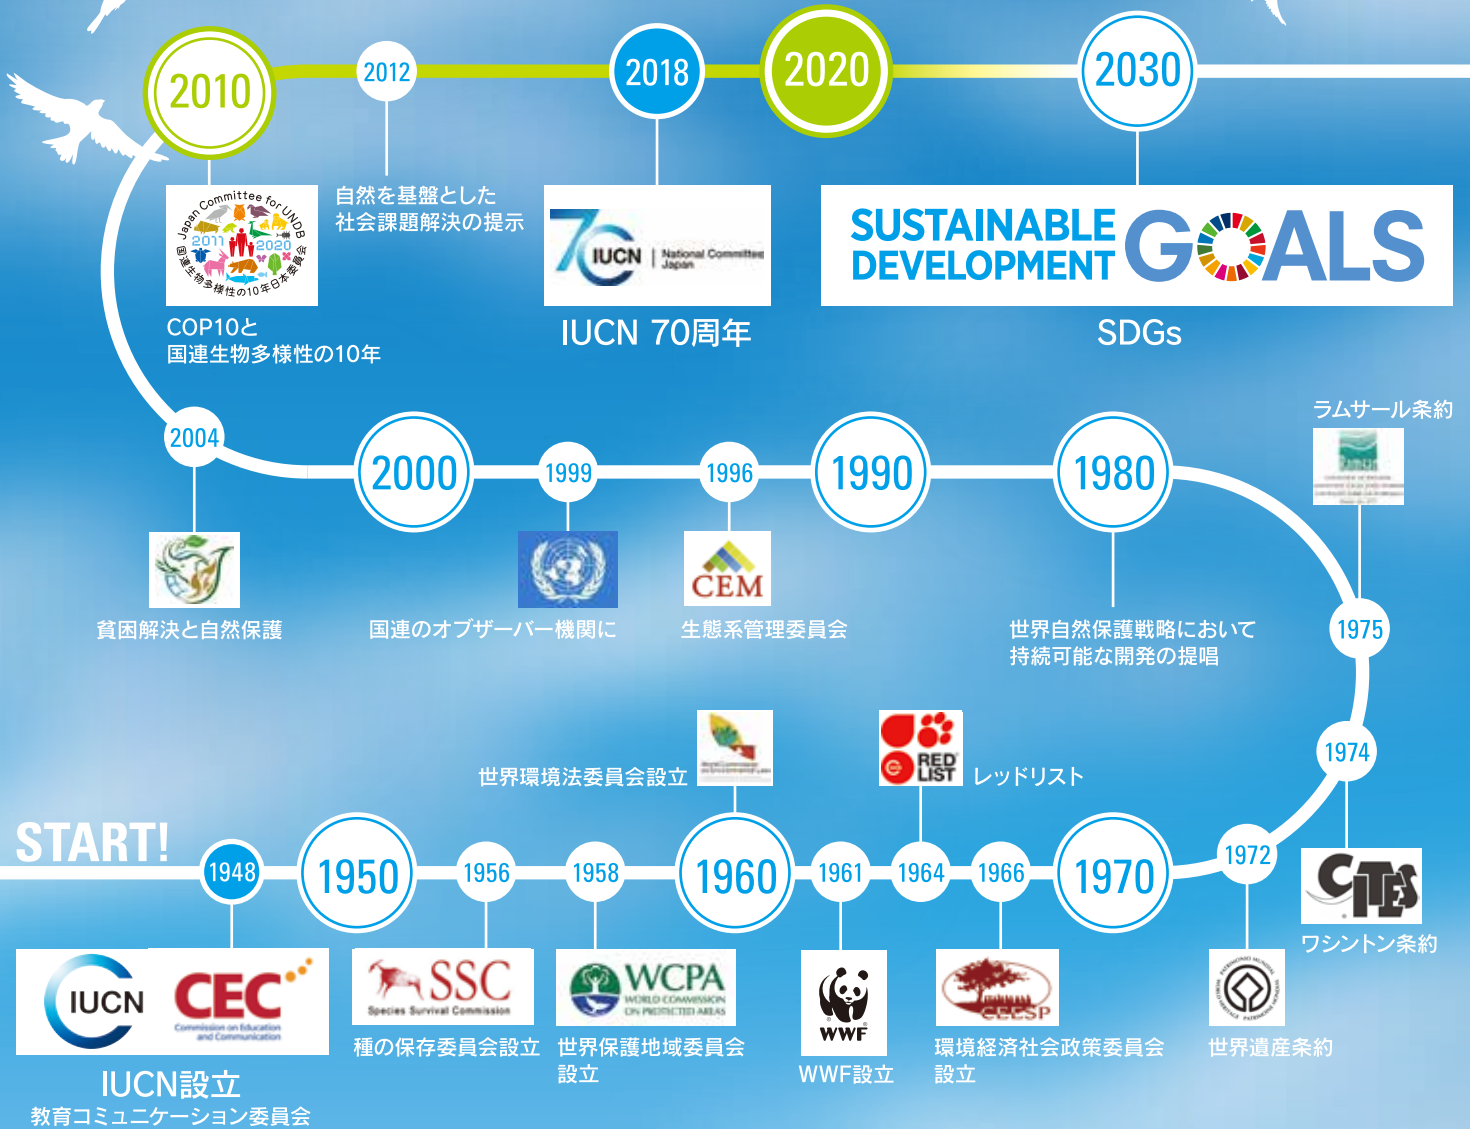 2010
2012
2018
2020
2030
Japan Committee for UNDB
2011 2020
国連生物多様性の10年日本委員会
COP10と
国連生物多様性の10年
自然を基盤とした
社会課題解決の提示
70 IUCN National Committee
Japan
IUCN 70周年
SUSTAINABLE
DEVELOPMENT
GOALS
SDGs
2004
2000
1999
1996
1990
1980
ラムサール条約
貧困解決と自然保護
国連のオブザーバー機関に
CEM
生態系管理委員会
世界自然保護戦略において
持続可能な開発の提唱
1975
1974
世界環境法委員会設立
RED
LIST
レッドリスト
START!
1948
1950
1956
1958
1960
1961
1964
1966
1970
1972
CITES
ワシントン条約
IUCN
CEC
Commission on Education
and Communication
IUCN設立
教育コミュニケーション委員会
SSC
Species Survival Commission
種の保存委員会設立
WCPA
WORLD COMMISSION
ON PROTECTED AREAS
世界保護地域委員会
設立
WWF
WWF設立
CEESP
環境経済社会政策委員会
設立
WORLD HERITAGE PATRIMOINE MONDIAL PATRIMONIO MUNDIAL
世界遺産条約